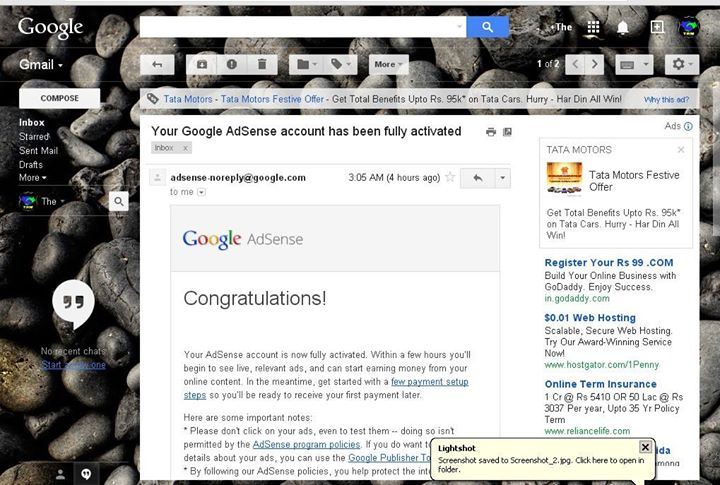 Google
+The
Gmail
More
1 of 2
COMPOSE
Tata Motors - Tata Motors Festive Offer - Get Total Benefits Upto Rs. 95k* on Tata Cars. Hurry - Har Din All Win!
Why this ad?
Inbox
Starred
Sent Mail
Drafts
More
The
No recent chats
Start a new one
Your Google AdSense account has been fully activated
Inbox x
adsense-noreply@google.com
3:05 AM (4 hours ago)
to me
Google AdSense
Congratulations!
Your AdSense account is now fully activated. Within a few hours you'll
begin to see live, relevant ads, and can start earning money from your
online content. In the meantime, get started with a few payment setup
steps so you'll be ready to receive your first payment later.
Here are some important notes:
* Please don't click on your ads, even to test them -- doing so isn't
permitted by the AdSense program policies. If you do want to
details about your ads, you can use the Google Publisher To
* By following our AdSense policies, you help protect the int
Ads
TATA MOTORS
Tata Motors Festive
Offer
Get Total Benefits Upto Rs. 95k*
on Tata Cars. Hurry - Har Din All
Win!
Register Your Rs 99 .COM
Build Your Online Business with
GoDaddy. Enjoy Success.
in.godaddy.com
$0.01 Web Hosting
Scalable, Secure Web Hosting.
Try Our Award-Winning Service
Now!
www.hostgator.com/1Penny
Online Term Insurance
1 Cr @ Rs 5410 OR 50 Lac @ Rs
3037 Per year, Upto 35 Yr Policy
Term
www.reliancelife.com
Lightshot
Screenshot saved to Screenshot_2.jpg. Click here to open in
folder.